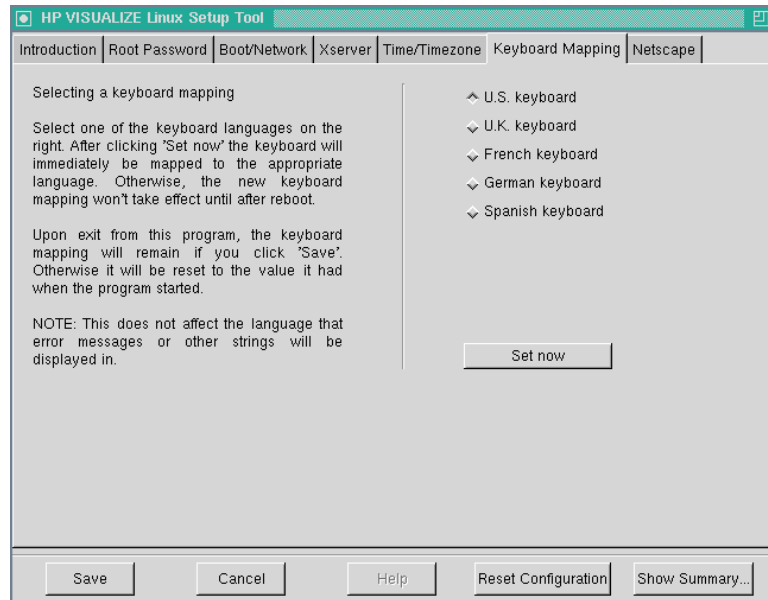 HP VISUALIZE Linux Setup Tool
Introduction
Root Password
Boot/Network
Xserver
Time/Timezone
Keyboard Mapping
Netscape
Selecting a keyboard mapping
Select one of the keyboard languages on the
right. After clicking 'Set now' the keyboard will
immediately be mapped to the appropriate
language. Otherwise, the new keyboard
mapping won't take effect until after reboot.
Upon exit from this program, the keyboard
mapping will remain if you click 'Save'.
Otherwise it will be reset to the value it had
when the program started.
NOTE: This does not affect the language that
error messages or other strings will be
displayed in.
U.S. keyboard
U.K. keyboard
French keyboard
German keyboard
Spanish keyboard
Set now
Save
Cancel
Help
Reset Configuration
Show Summary...